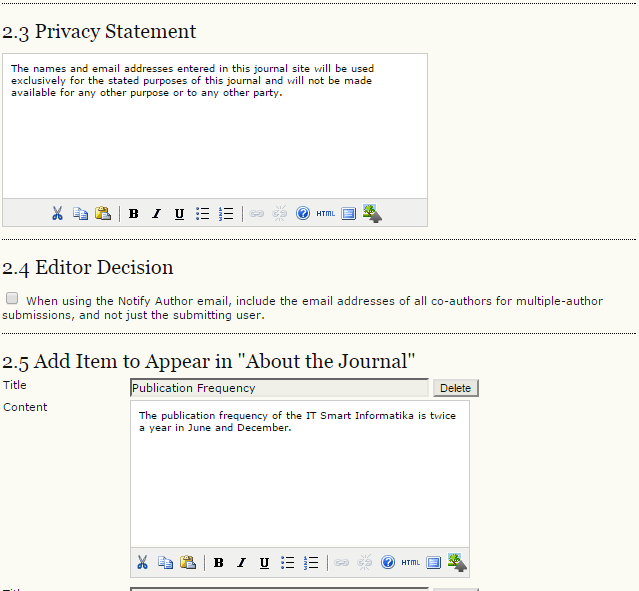 2.3 Privacy Statement
The names and email addresses entered in this journal site will be used
exclusively for the stated purposes of this journal and will not be made
available for any other purpose or to any other party.
B I U HTML
2.4 Editor Decision
When using the Notify Author email, include the email addresses of all co-authors for multiple-author
submissions, and not just the submitting user.
2.5 Add Item to Appear in "About the Journal"
Title Publication Frequency Delete
Content
The publication frequency of the IT Smart Informatika is twice
a year in June and December.
B I U HTML